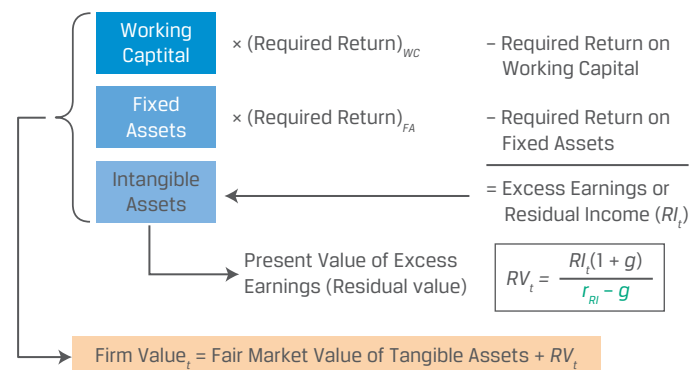 Working
Captital
× (Required Return)WC
– Required Return on
Working Capital
Fixed
Assets
× (Required Return)FA
– Required Return on
Fixed Assets
Intangible
Assets
= Excess Earnings or
Residual Income (RIt)
Present Value of Excess
Earnings (Residual value)
RVt = RIt(1 + g)
rRI – g
Firm Valuet = Fair Market Value of Tangible Assets + RVt